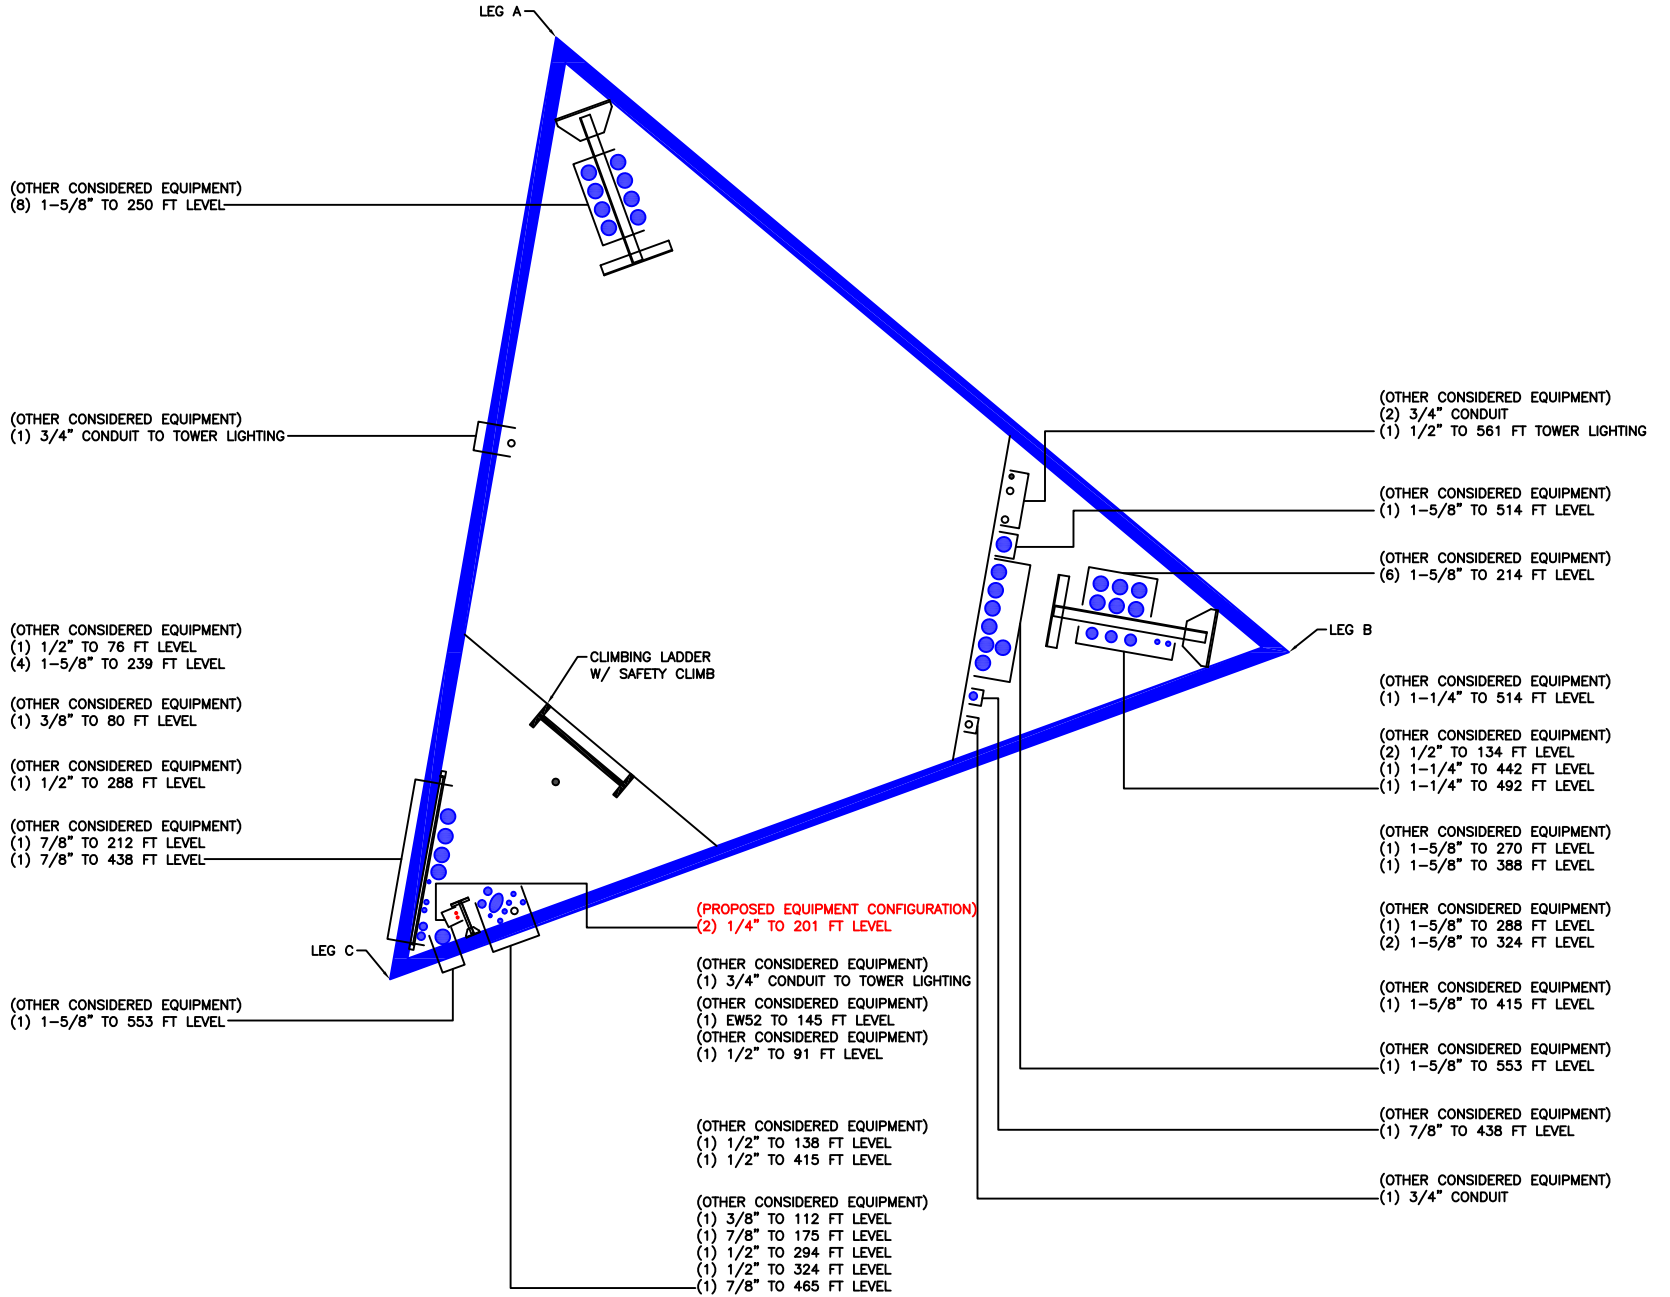 LEG A
(OTHER CONSIDERED EQUIPMENT)
(8) 1-5/8" TO 250 FT LEVEL
(OTHER CONSIDERED EQUIPMENT)
(1) 3/4" CONDUIT TO TOWER LIGHTING
(OTHER CONSIDERED EQUIPMENT)
(1) 1/2" TO 76 FT LEVEL
(4) 1-5/8" TO 239 FT LEVEL
(OTHER CONSIDERED EQUIPMENT)
(1) 3/8" TO 80 FT LEVEL
(OTHER CONSIDERED EQUIPMENT)
(1) 1/2" TO 288 FT LEVEL
(OTHER CONSIDERED EQUIPMENT)
(1) 7/8" TO 212 FT LEVEL
(1) 7/8" TO 438 FT LEVEL
LEG C
(OTHER CONSIDERED EQUIPMENT)
(1) 1-5/8" TO 553 FT LEVEL
CLIMBING LADDER
W/ SAFETY CLIMB
(PROPOSED EQUIPMENT CONFIGURATION)
(2) 1/4" TO 201 FT LEVEL
(OTHER CONSIDERED EQUIPMENT)
(1) 3/4" CONDUIT TO TOWER LIGHTING
(OTHER CONSIDERED EQUIPMENT)
(1) EW52 TO 145 FT LEVEL
(OTHER CONSIDERED EQUIPMENT)
(1) 1/2" TO 91 FT LEVEL
(OTHER CONSIDERED EQUIPMENT)
(1) 1/2" TO 138 FT LEVEL
(1) 1/2" TO 415 FT LEVEL
(OTHER CONSIDERED EQUIPMENT)
(1) 3/8" TO 112 FT LEVEL
(1) 7/8" TO 175 FT LEVEL
(1) 1/2" TO 294 FT LEVEL
(1) 1/2" TO 324 FT LEVEL
(1) 7/8" TO 465 FT LEVEL
(OTHER CONSIDERED EQUIPMENT)
(2) 3/4" CONDUIT
(1) 1/2" TO 561 FT TOWER LIGHTING
(OTHER CONSIDERED EQUIPMENT)
(1) 1-5/8" TO 514 FT LEVEL
(OTHER CONSIDERED EQUIPMENT)
(6) 1-5/8" TO 214 FT LEVEL
LEG B
(OTHER CONSIDERED EQUIPMENT)
(1) 1-1/4" TO 514 FT LEVEL
(OTHER CONSIDERED EQUIPMENT)
(2) 1/2" TO 134 FT LEVEL
(1) 1-1/4" TO 442 FT LEVEL
(1) 1-1/4" TO 492 FT LEVEL
(OTHER CONSIDERED EQUIPMENT)
(1) 1-5/8" TO 270 FT LEVEL
(1) 1-5/8" TO 388 FT LEVEL
(OTHER CONSIDERED EQUIPMENT)
(1) 1-5/8" TO 288 FT LEVEL
(2) 1-5/8" TO 324 FT LEVEL
(OTHER CONSIDERED EQUIPMENT)
(1) 1-5/8" TO 415 FT LEVEL
(OTHER CONSIDERED EQUIPMENT)
(1) 1-5/8" TO 553 FT LEVEL
(OTHER CONSIDERED EQUIPMENT)
(1) 7/8" TO 438 FT LEVEL
(OTHER CONSIDERED EQUIPMENT)
(1) 3/4" CONDUIT